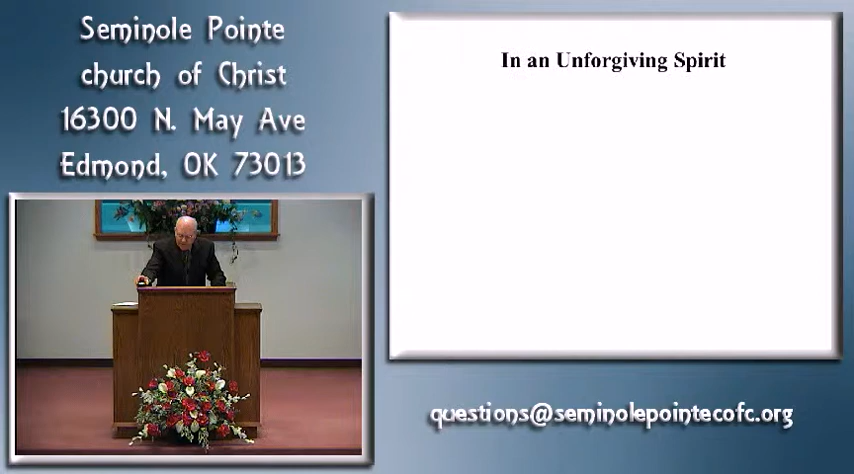 Seminole Pointe
church of Christ
16300 N. May Ave
Edmond, OK 73013
In an Unforgiving Spirit
questions@seminolepointecofc.org